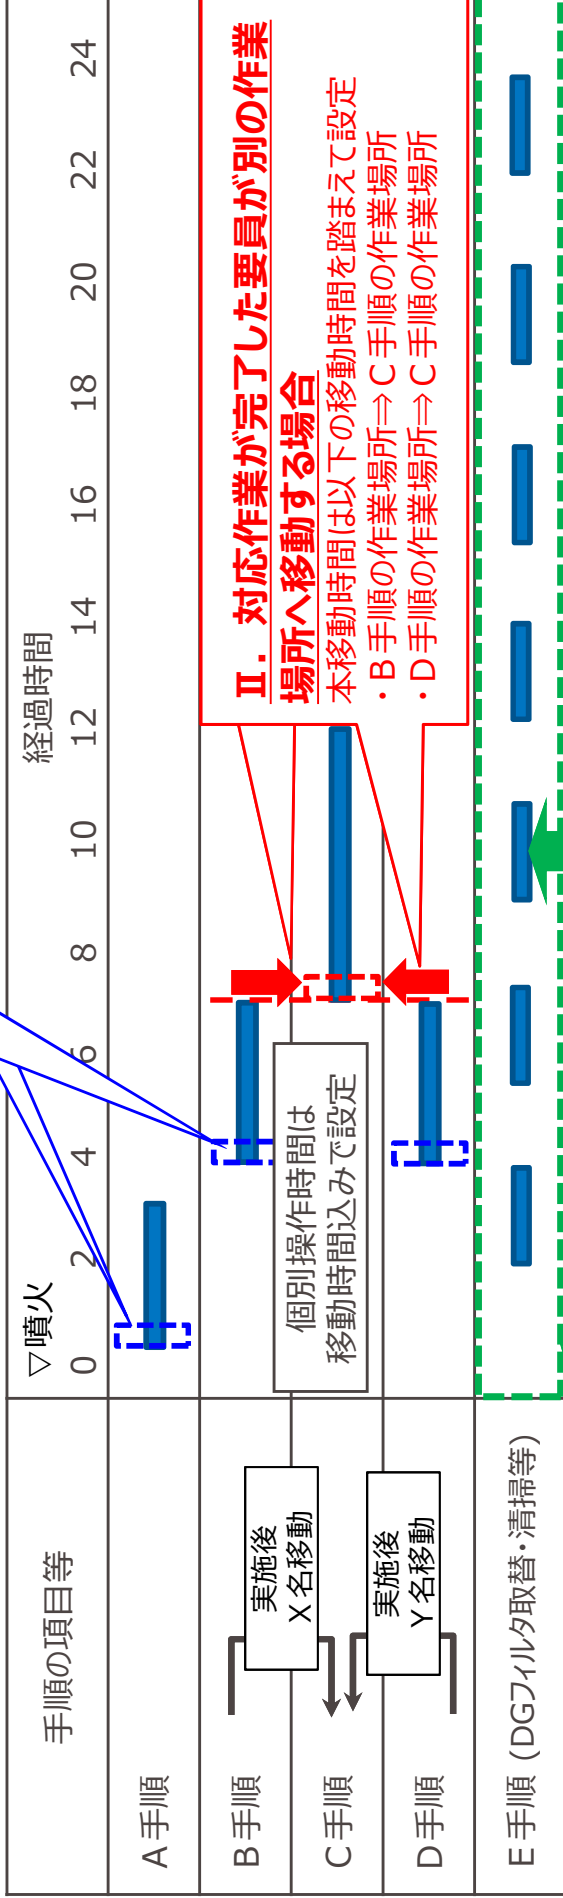 手順の項目等
経過時間
▽噴火
0 2 4 6 8 10 12 14 16 18 20 22 24
A手順
B手順
C手順
D手順
E手順（DGフィルタ取替・清掃等）
実施後
X名移動
実施後
Y名移動
個別操作時間は
移動時間込みで設定
Ⅱ．対応作業が完了した要員が別の作業
場所へ移動する場合
本移動時間は以下の移動時間を踏まえて設定
・B手順の作業場所⇒C手順の作業場所
・D手順の作業場所⇒C手順の作業場所